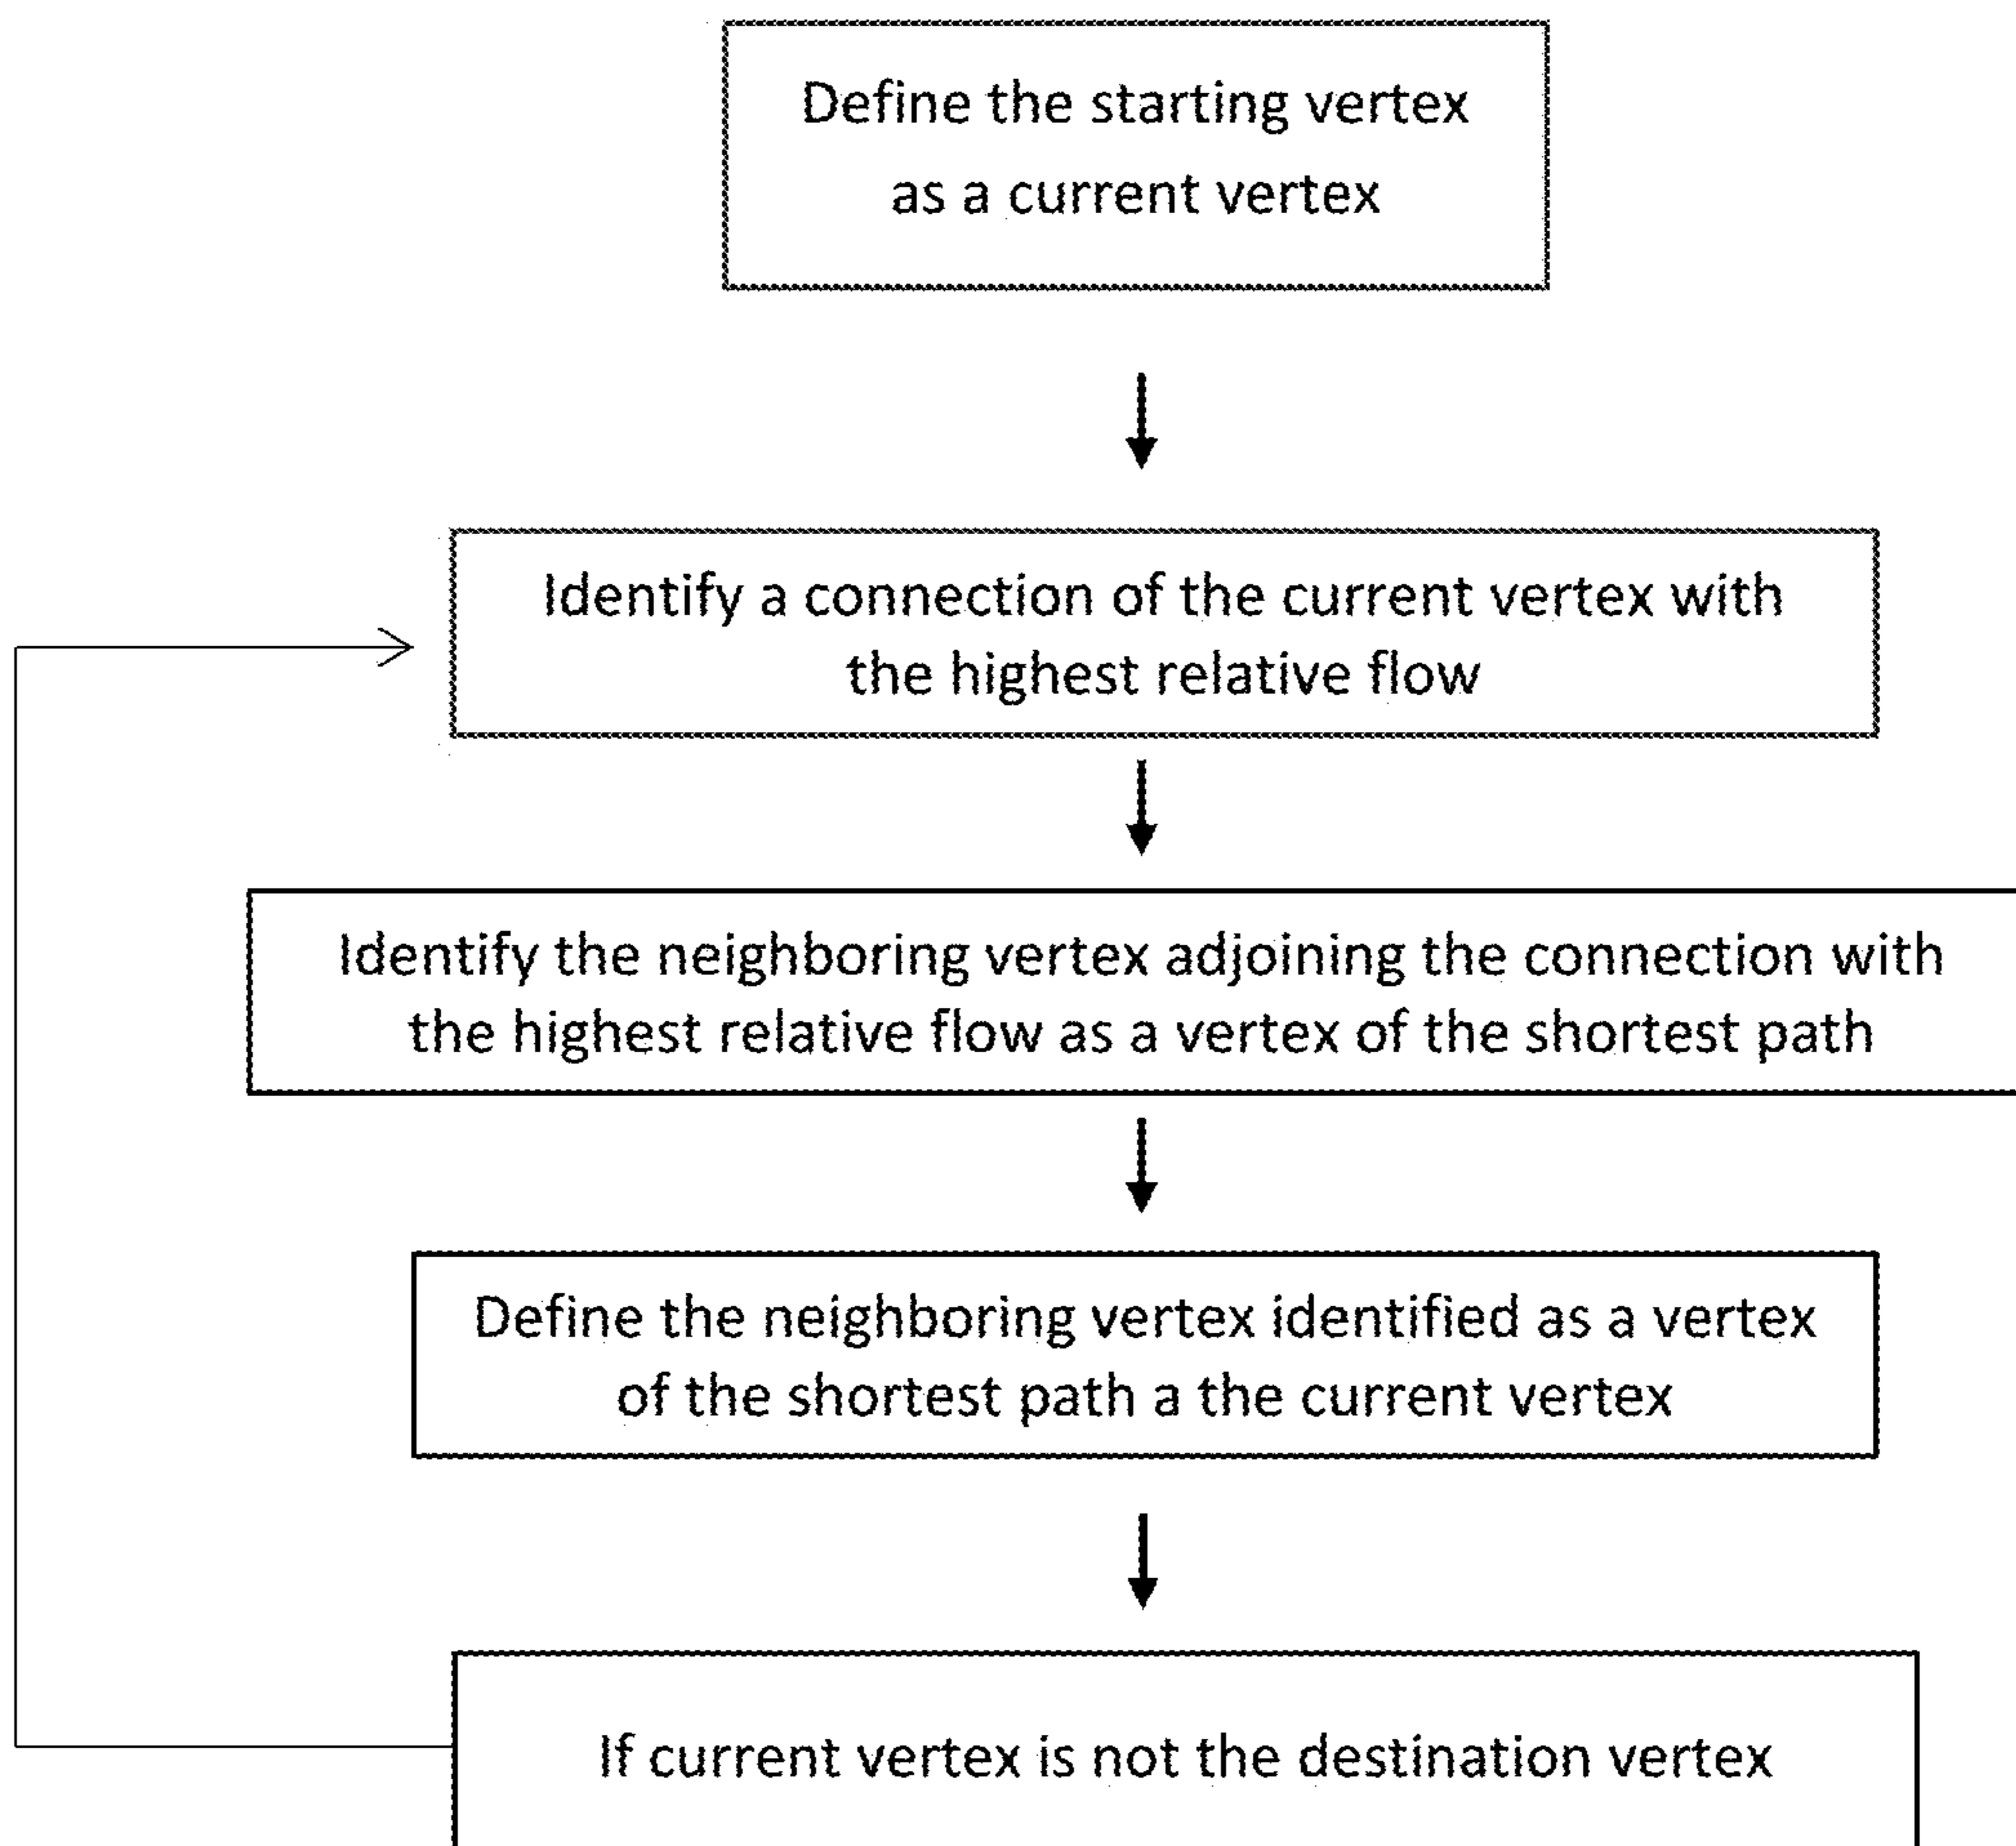 Define the starting vertex
as a current vertex
Identify a connection of the current vertex with
the highest relative flow
Identify the neighboring vertex adjoining the connection with
the highest relative flow as a vertex of the shortest path
Define the neighboring vertex identified as a vertex
of the shortest path a the current vertex
If current vertex is not the destination vertex